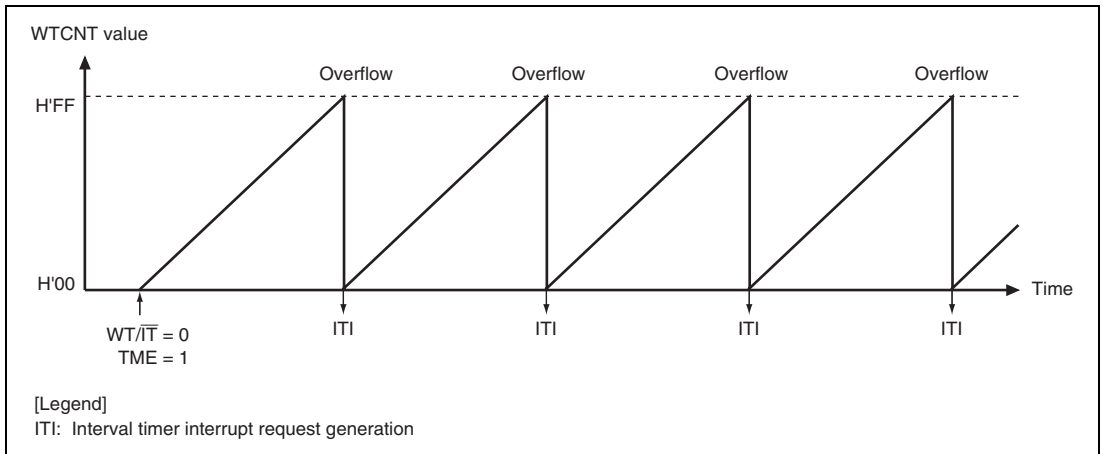 WTCNT value
Overflow Overflow Overflow Overflow
H'FF
H'00
Time
WT/I̅T̅ = 0
TME = 1
ITI ITI ITI ITI
[Legend]
ITI: Interval timer interrupt request generation